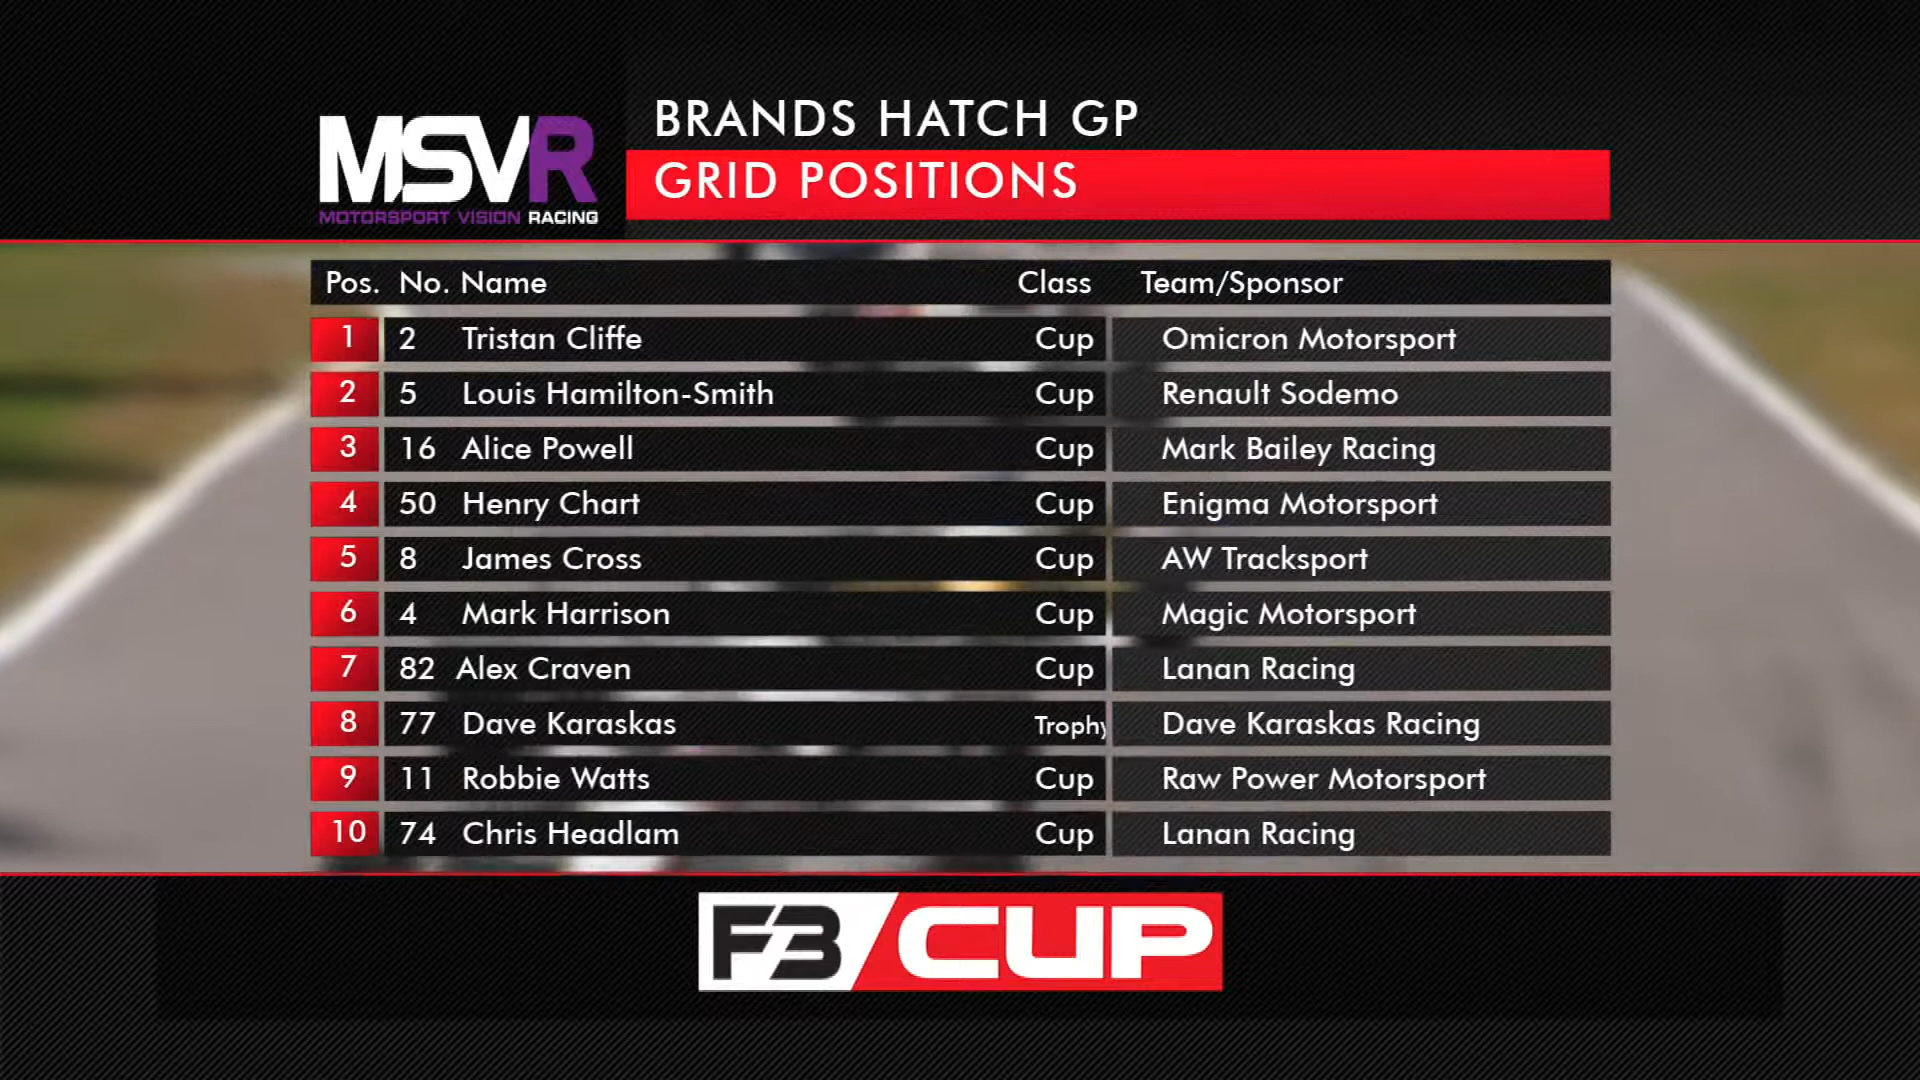 MSVR
MOTORSPORT VISION RACING
BRANDS HATCH GP
GRID POSITIONS
Pos. No. Name Class Team/Sponsor
1 2 Tristan Cliffe Cup Omicron Motorsport
2 5 Louis Hamilton-Smith Cup Renault Sodemo
3 16 Alice Powell Cup Mark Bailey Racing
4 50 Henry Chart Cup Enigma Motorsport
5 8 James Cross Cup AW Tracksport
6 4 Mark Harrison Cup Magic Motorsport
7 82 Alex Craven Cup Lanan Racing
8 77 Dave Karaskas Trophy Dave Karaskas Racing
9 11 Robbie Watts Cup Raw Power Motorsport
10 74 Chris Headlam Cup Lanan Racing
F3 CUP